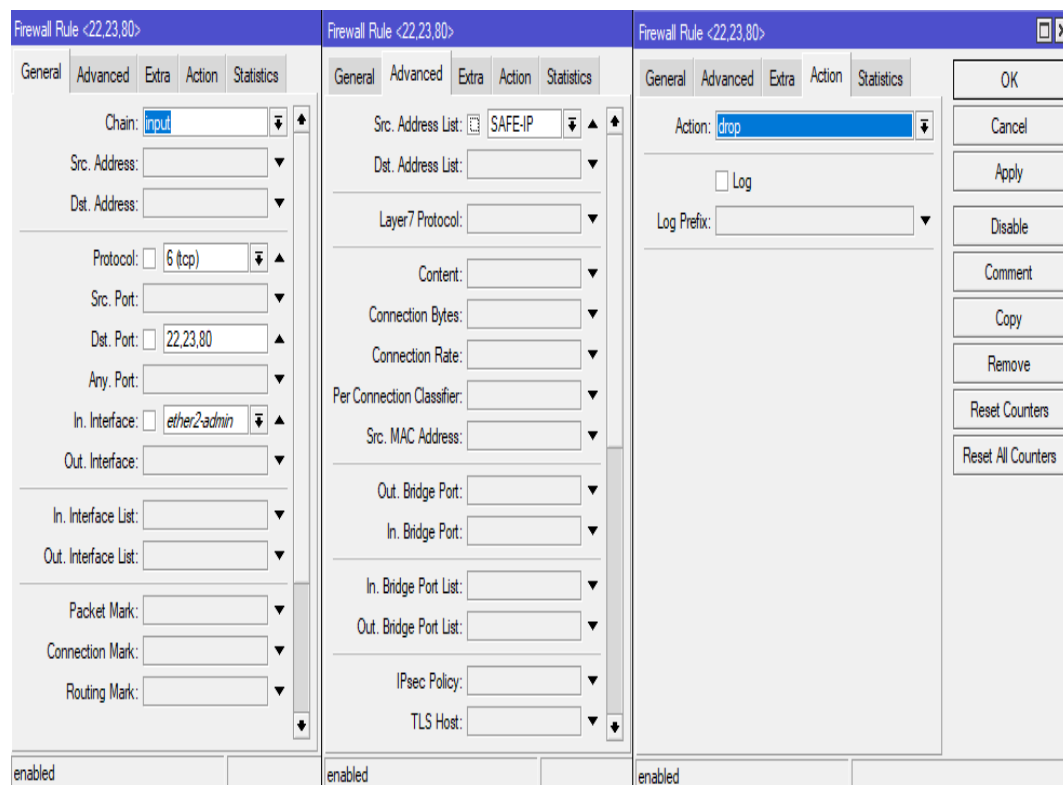 Firewall Rule <22,23,80>
General Advanced Extra Action Statistics
Chain: input
Src. Address:
Dst. Address:
Protocol: 6 (tcp)
Src. Port:
Dst. Port: 22,23,80
Any. Port:
In. Interface: ether2-admin
Out. Interface:
In. Interface List:
Out. Interface List:
Packet Mark:
Connection Mark:
Routing Mark:
enabled
Firewall Rule <22,23,80>
General Advanced Extra Action Statistics
Src. Address List: SAFE-IP
Dst. Address List:
Layer7 Protocol:
Content:
Connection Bytes:
Connection Rate:
Per Connection Classifier:
Src. MAC Address:
Out. Bridge Port:
In. Bridge Port:
In. Bridge Port List:
Out. Bridge Port List:
IPsec Policy:
TLS Host:
enabled
Firewall Rule <22,23,80>
General Advanced Extra Action Statistics
Action: drop
Log
Log Prefix:
OK
Cancel
Apply
Disable
Comment
Copy
Remove
Reset Counters
Reset All Counters
enabled